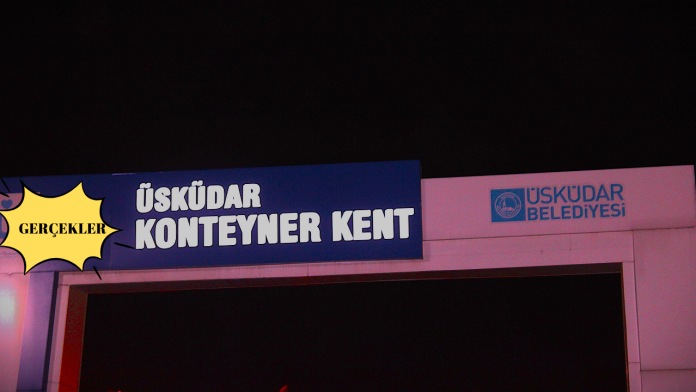 GERÇEKLER
ÜSKÜDAR
KONTEYNER KENT
ÜSKÜDAR
BELEDİYESİ